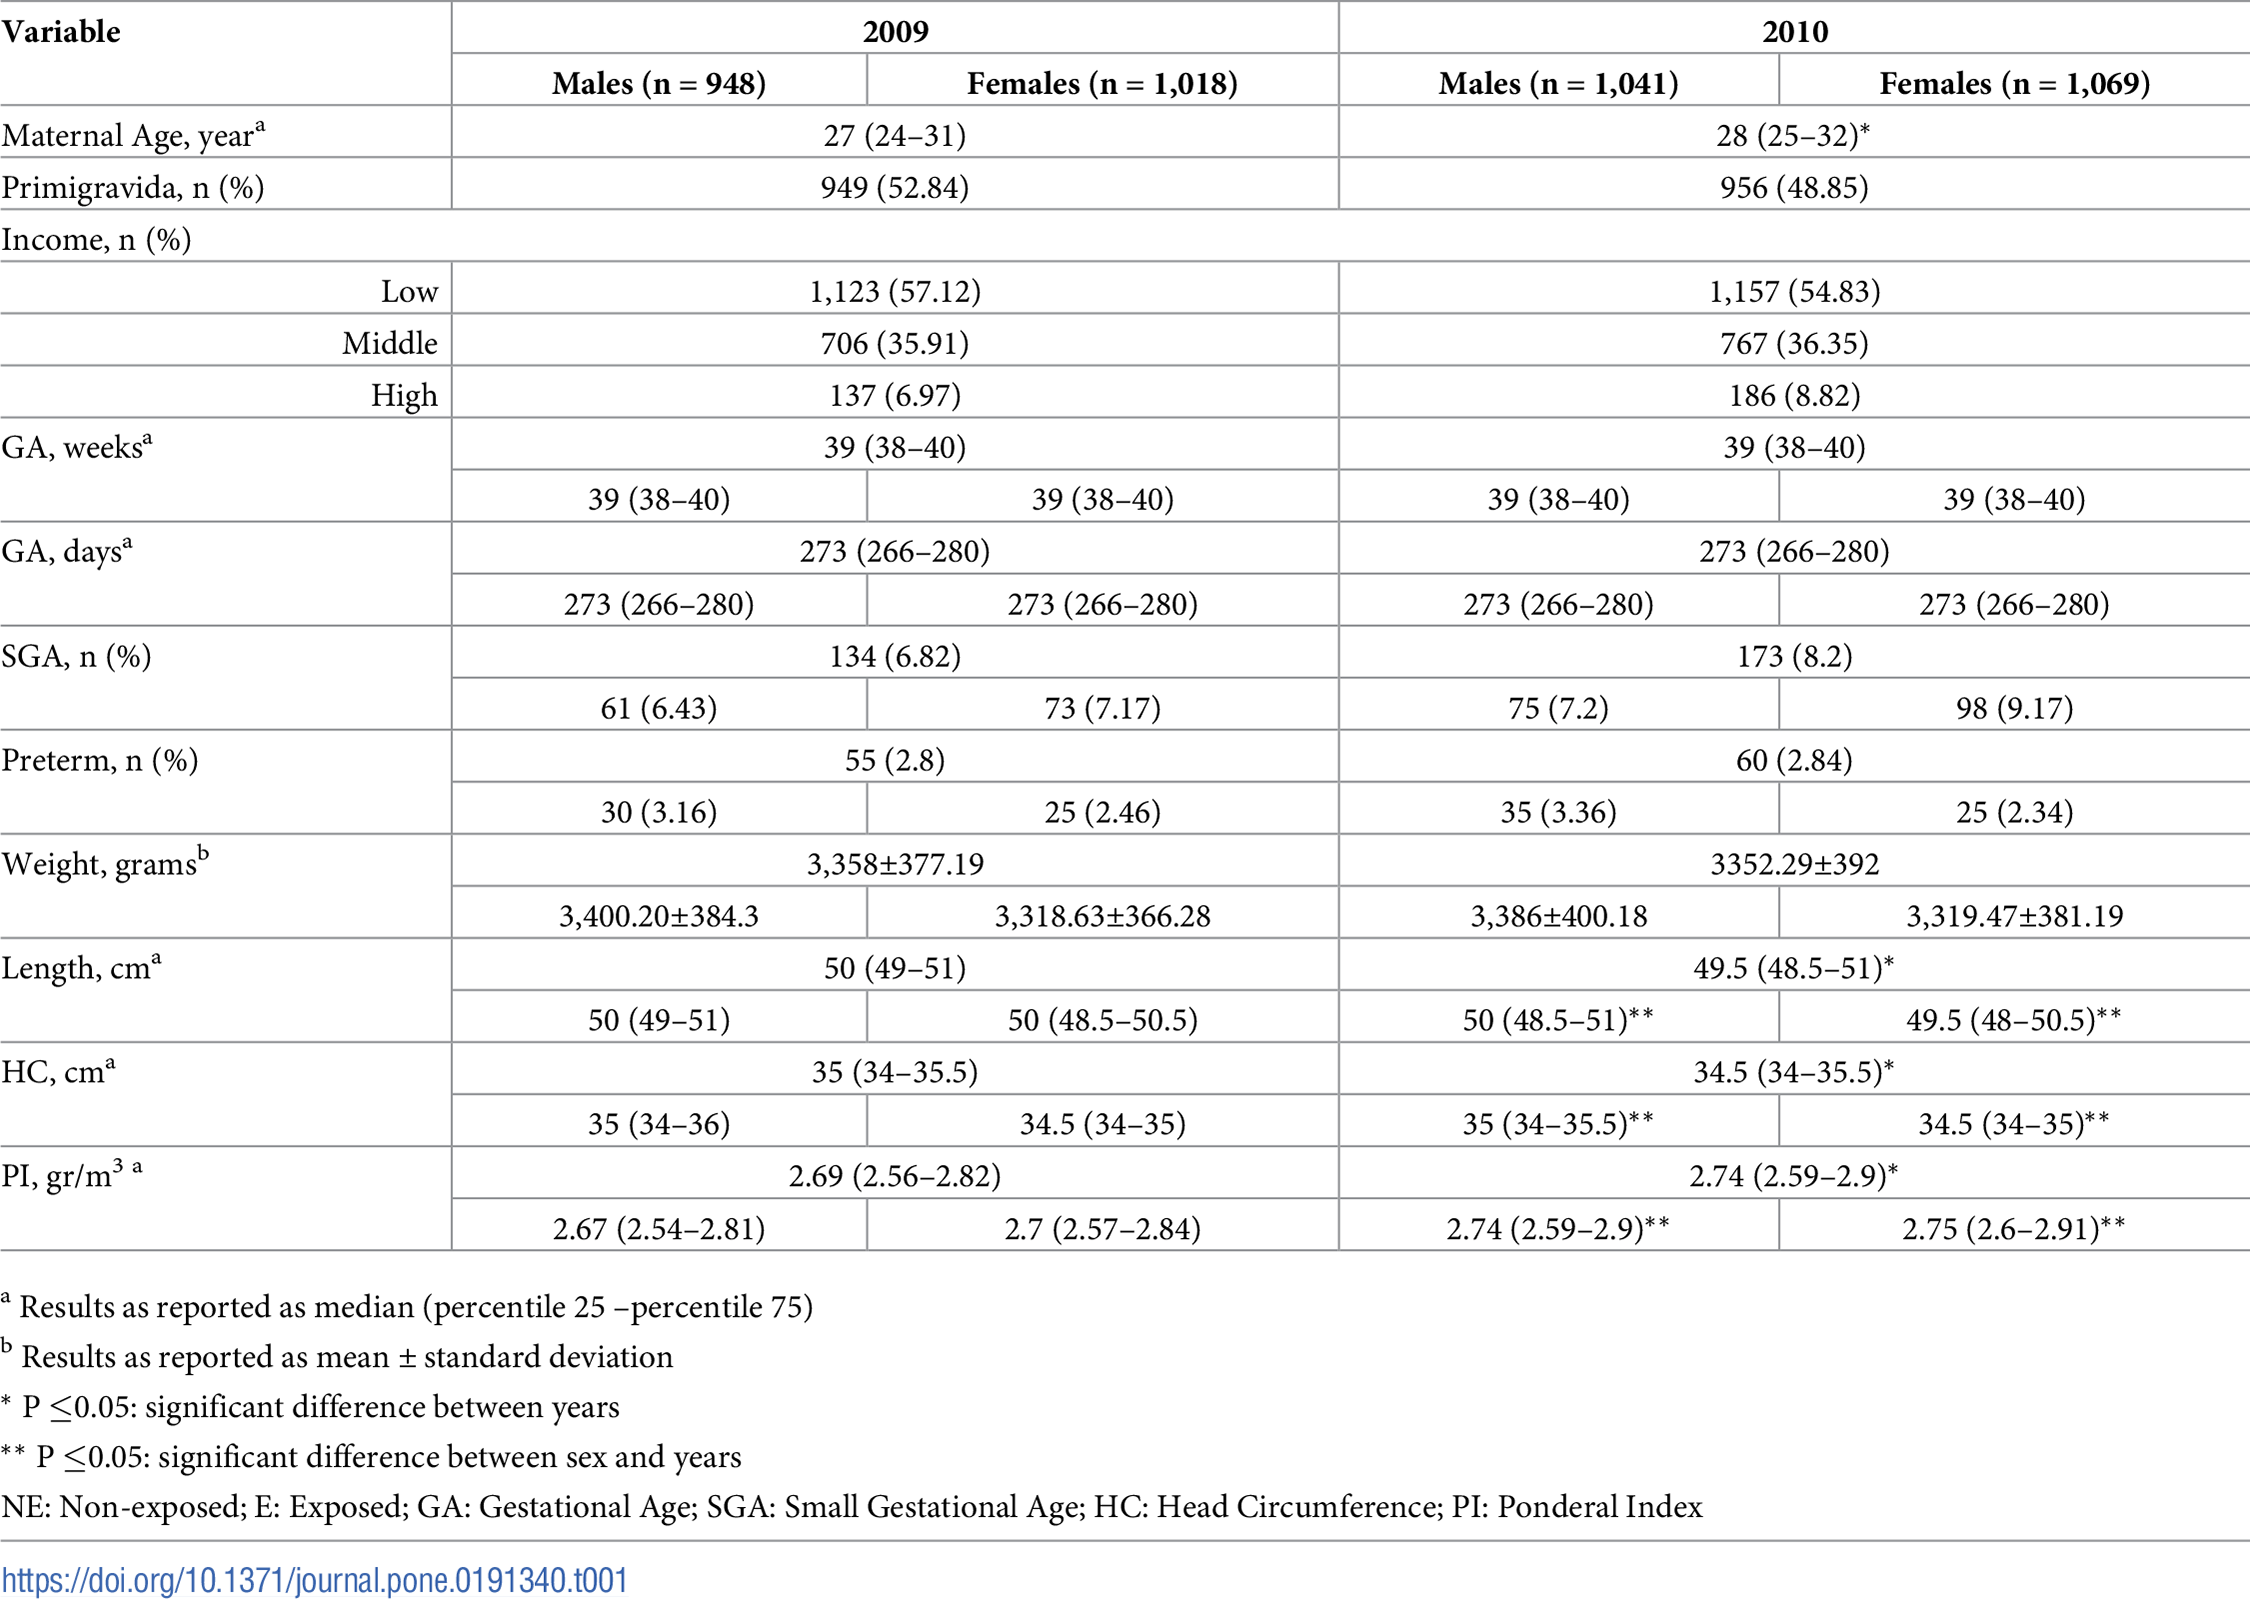 Variable 2009 2010
Males (n = 948) Females (n = 1,018) Males (n = 1,041) Females (n = 1,069)
Maternal Age, yearᵃ 27 (24–31) 28 (25–32)*
Primigravida, n (%) 949 (52.84) 956 (48.85)
Income, n (%)
Low 1,123 (57.12) 1,157 (54.83)
Middle 706 (35.91) 767 (36.35)
High 137 (6.97) 186 (8.82)
GA, weeksᵃ 39 (38–40) 39 (38–40)
39 (38–40) 39 (38–40) 39 (38–40) 39 (38–40)
GA, daysᵃ 273 (266–280) 273 (266–280)
273 (266–280) 273 (266–280) 273 (266–280) 273 (266–280)
SGA, n (%) 134 (6.82) 173 (8.2)
61 (6.43) 73 (7.17) 75 (7.2) 98 (9.17)
Preterm, n (%) 55 (2.8) 60 (2.84)
30 (3.16) 25 (2.46) 35 (3.36) 25 (2.34)
Weight, gramsᵇ 3,358±377.19 3352.29±392
3,400.20±384.3 3,318.63±366.28 3,386±400.18 3,319.47±381.19
Length, cmᵃ 50 (49–51) 49.5 (48.5–51)*
50 (49–51) 50 (48.5–50.5) 50 (48.5–51)** 49.5 (48–50.5)**
HC, cmᵃ 35 (34–35.5) 34.5 (34–35.5)*
35 (34–36) 34.5 (34–35) 35 (34–35.5)** 34.5 (34–35)**
PI, gr/m³ ᵃ 2.69 (2.56–2.82) 2.74 (2.59–2.9)*
2.67 (2.54–2.81) 2.7 (2.57–2.84) 2.74 (2.59–2.9)** 2.75 (2.6–2.91)**
ᵃ Results as reported as median (percentile 25 –percentile 75)
ᵇ Results as reported as mean ± standard deviation
* P ≤0.05: significant difference between years
** P ≤0.05: significant difference between sex and years
NE: Non-exposed; E: Exposed; GA: Gestational Age; SGA: Small Gestational Age; HC: Head Circumference; PI: Ponderal Index
https://doi.org/10.1371/journal.pone.0191340.t001